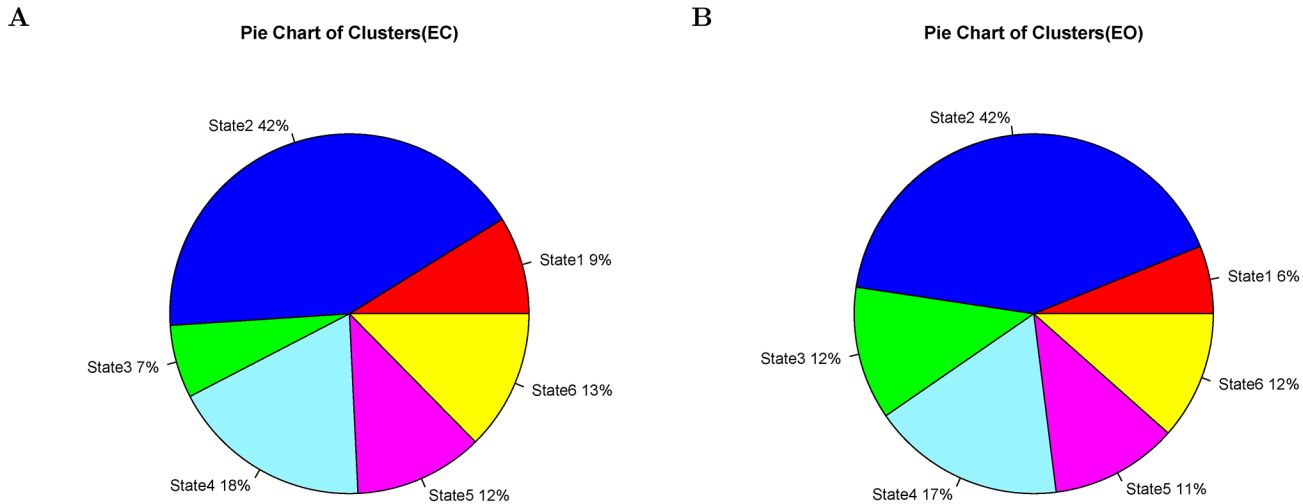 A
Pie Chart of Clusters(EC)
State2 42%
State1 9%
State3 7%
State6 13%
State4 18%
State5 12%
B
Pie Chart of Clusters(EO)
State2 42%
State1 6%
State3 12%
State6 12%
State4 17%
State5 11%